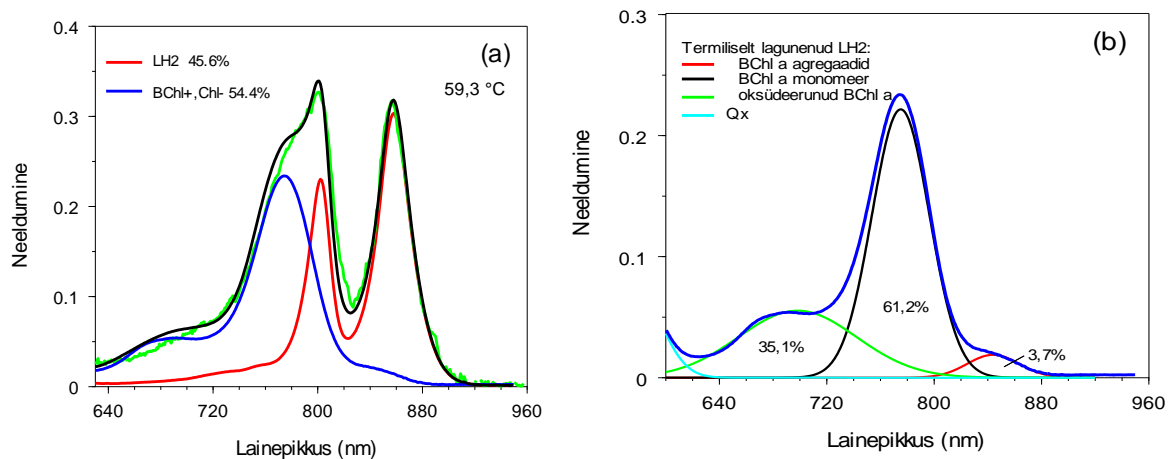 (a)
LH2 45.6%
BChl+,Chl- 54.4%
59,3 °C
Neeldumine
0.4
0.3
0.2
0.1
0
640 720 800 880 960
Lainepikkus (nm)
(b)
Termiliselt lagunenud LH2:
BChl a agregaadid
BChl a monomeer
oksüdeerunud BChl a
Qx
35,1%
61,2%
3,7%
Neeldumine
0.3
0.2
0.1
0
640 720 800 880 960
Lainepikkus (nm)